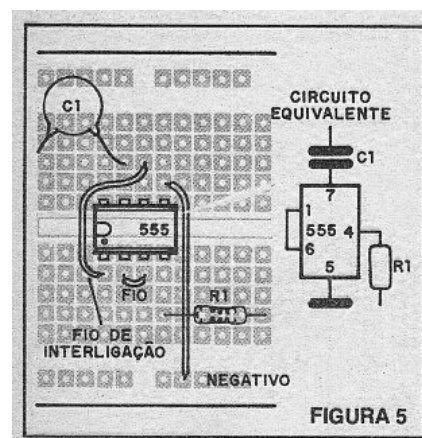 C1
555
FIO
R1
FIO DE
INTERLIGAÇÃO
NEGATIVO
CIRCUITO
EQUIVALENTE
C1
7
1
555
4
6
5
R1
FIGURA 5